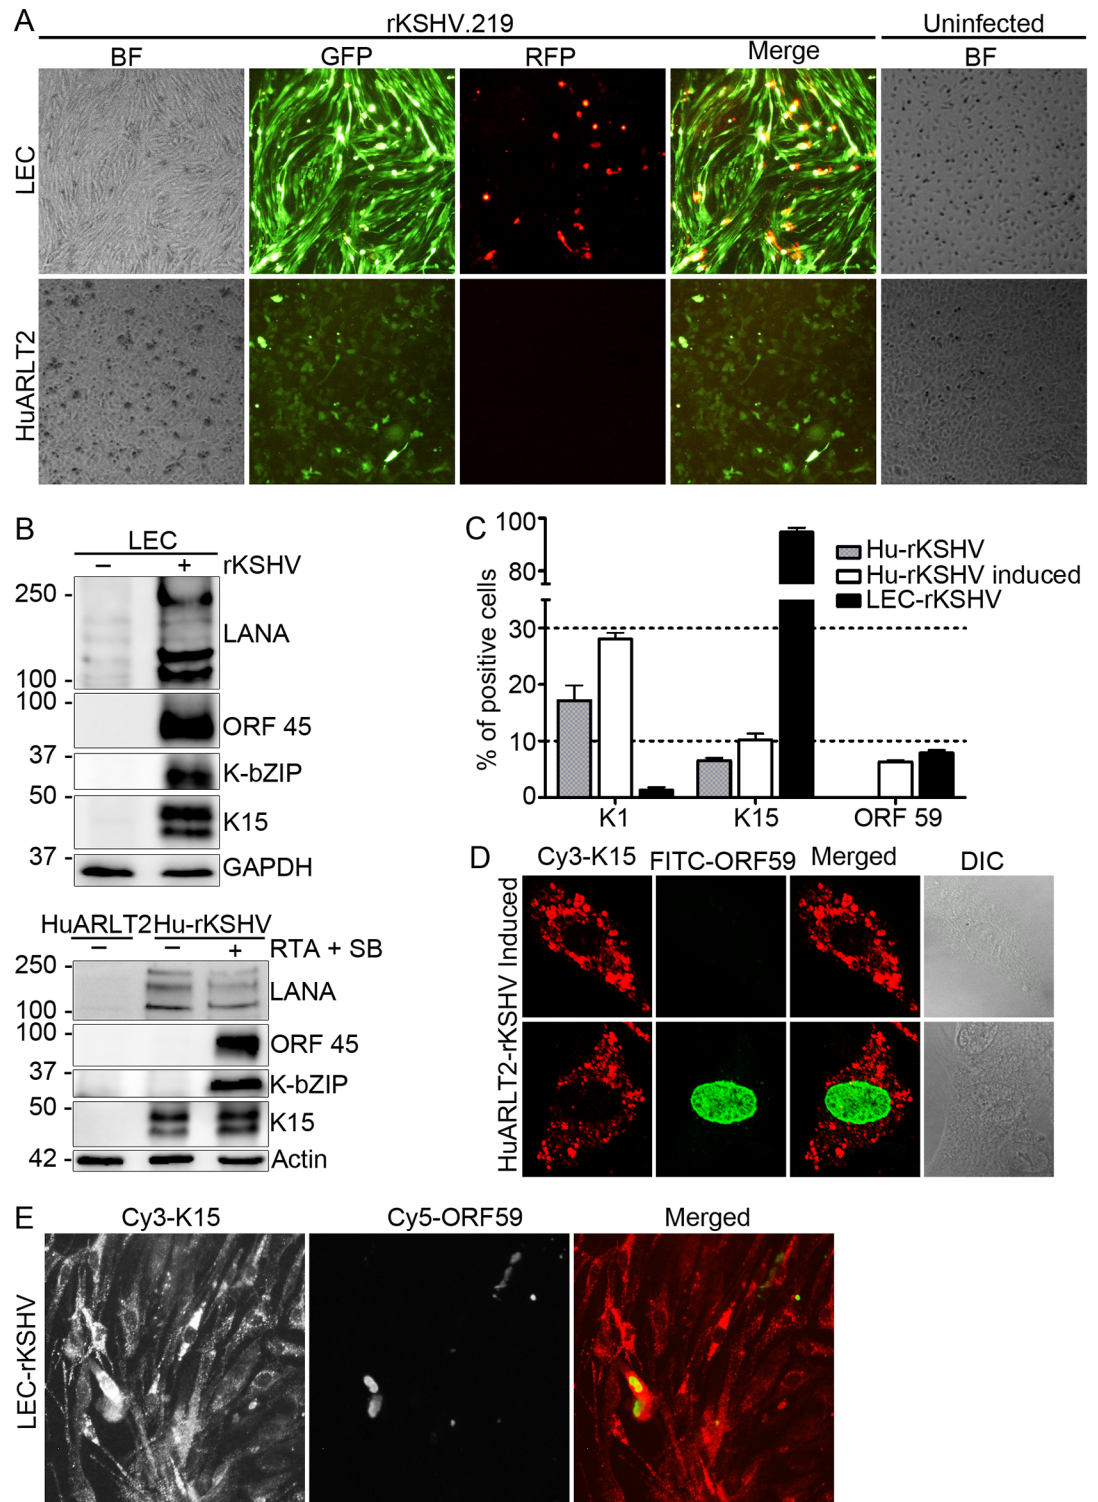 A
rKSHV.219
Uninfected
BF
GFP
RFP
Merge
BF
LEC
HuARLT2
B
LEC
– + rKSHV
250 -
LANA
100 -
100 -
ORF 45
37 -
K-bZIP
50 -
K15
37 -
GAPDH
HuARLT2 Hu-rKSHV
– – + RTA + SB
250 -
LANA
100 -
100 -
ORF 45
37 -
K-bZIP
50 -
K15
42 - Actin
C
% of positive cells
100
80
30
20
10
0
Hu-rKSHV
Hu-rKSHV induced
LEC-rKSHV
K1
K15
ORF 59
D
Cy3-K15
FITC-ORF59
Merged
DIC
HuARLT2-rKSHV Induced
E
Cy3-K15
Cy5-ORF59
Merged
LEC-rKSHV